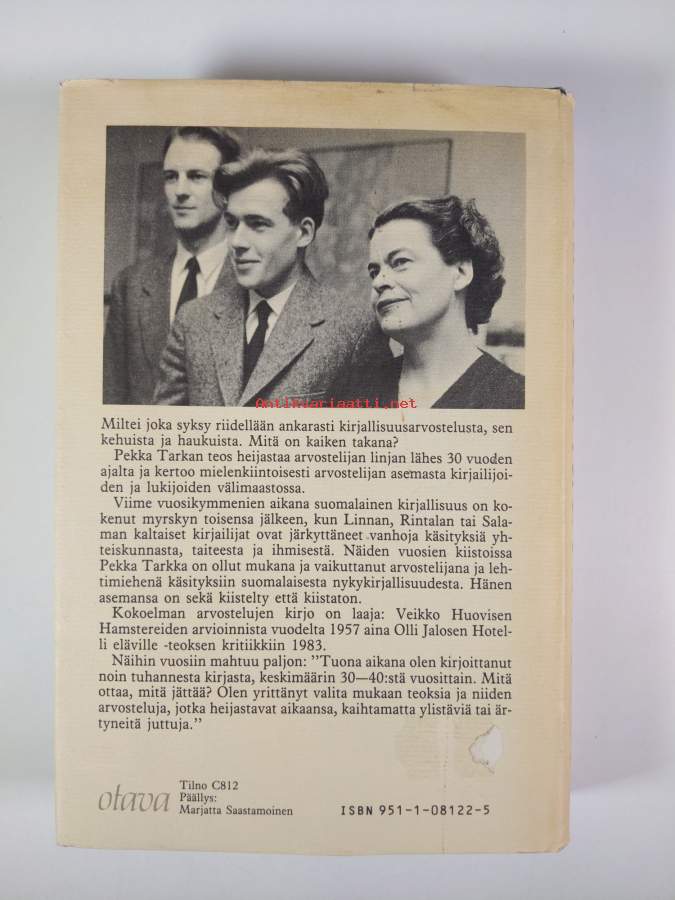 Antikvariaatti.net
Miltei joka syksy riidellään ankarasti kirjallisuusarvostelusta, sen
kehuista ja haukuista. Mitä on kaiken takana?
Pekka Tarkan teos heijastaa arvostelijan linjan lähes 30 vuoden
ajalta ja kertoo mielenkiintoisesti arvostelijan asemasta kirjailijoi-
den ja lukijoiden välimaastossa.
Viime vuosikymmenien aikana suomalainen kirjallisuus on ko-
kenut myrskyn toisensa jälkeen, kun Linnan, Rintalan tai Sala-
man kaltaiset kirjailijat ovat järkyttäneet vanhoja käsityksiä yh-
teiskunnasta, taiteesta ja ihmisestä. Näiden vuosien kiistoissa
Pekka Tarkka on ollut mukana ja vaikuttanut arvostelijana ja leh-
timiehenä käsityksiin suomalaisesta nykykirjallisuudesta. Hänen
asemansa on sekä kiistelty että kiistaton.
Kokoelman arvostelujen kirjo on laaja: Veikko Huovisen
Hamstereiden arvioinnista vuodelta 1957 aina Olli Jalosen Hotel-
li eläville -teoksen kritiikkiin 1983.
Näihin vuosiin mahtuu paljon: "Tuona aikana olen kirjoittanut
noin tuhannesta kirjasta, keskimäärin 30—40:stä vuosittain. Mitä
ottaa, mitä jättää? Olen yrittänyt valita mukaan teoksia ja niiden
arvosteluja, jotka heijastavat aikaansa, kaihtamatta ylistäviä tai är-
tyneitä juttuja."
otava
Tilno C812
Päällys:
Marjatta Saastamoinen
ISBN 951-1-08122-5